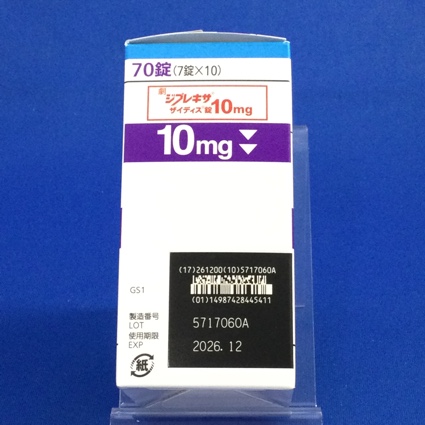 70錠(7錠×10)
劇 ジプレキサ®
ザイディス®錠10mg
10mg
(17)261200(10)5717060A
(01)14987428445411
GS1
製造番号
LOT 5717060A
使用期限
EXP 2026.12
紙